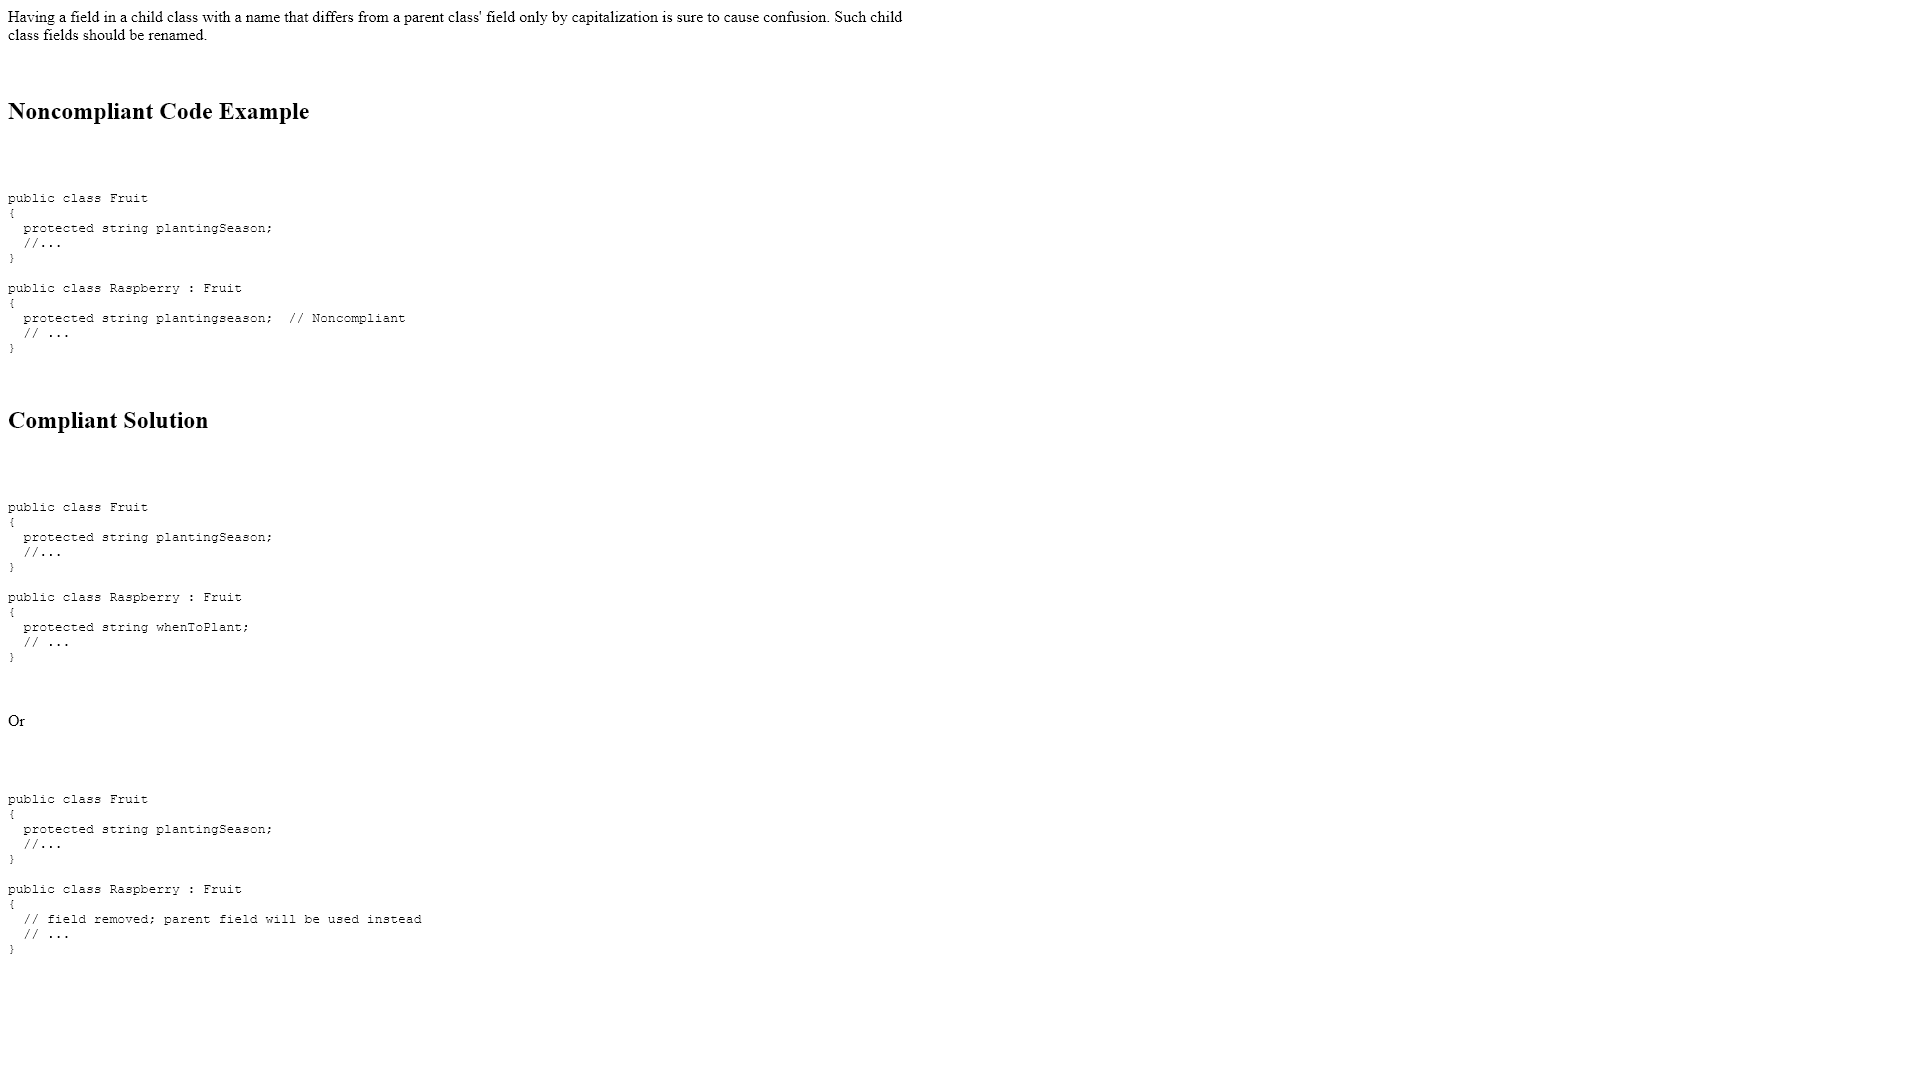 Having a field in a child class with a name that differs from a parent class' field only by capitalization is sure to cause confusion. Such child
class fields should be renamed.
Noncompliant Code Example
public class Fruit
{
  protected string plantingSeason;
  //...
}
public class Raspberry : Fruit
{
  protected string plantingseason;  // Noncompliant
  // ...
}
Compliant Solution
public class Fruit
{
  protected string plantingSeason;
  //...
}
public class Raspberry : Fruit
{
  protected string whenToPlant;
  // ...
}
Or
public class Fruit
{
  protected string plantingSeason;
  //...
}
public class Raspberry : Fruit
{
  // field removed; parent field will be used instead
  // ...
}